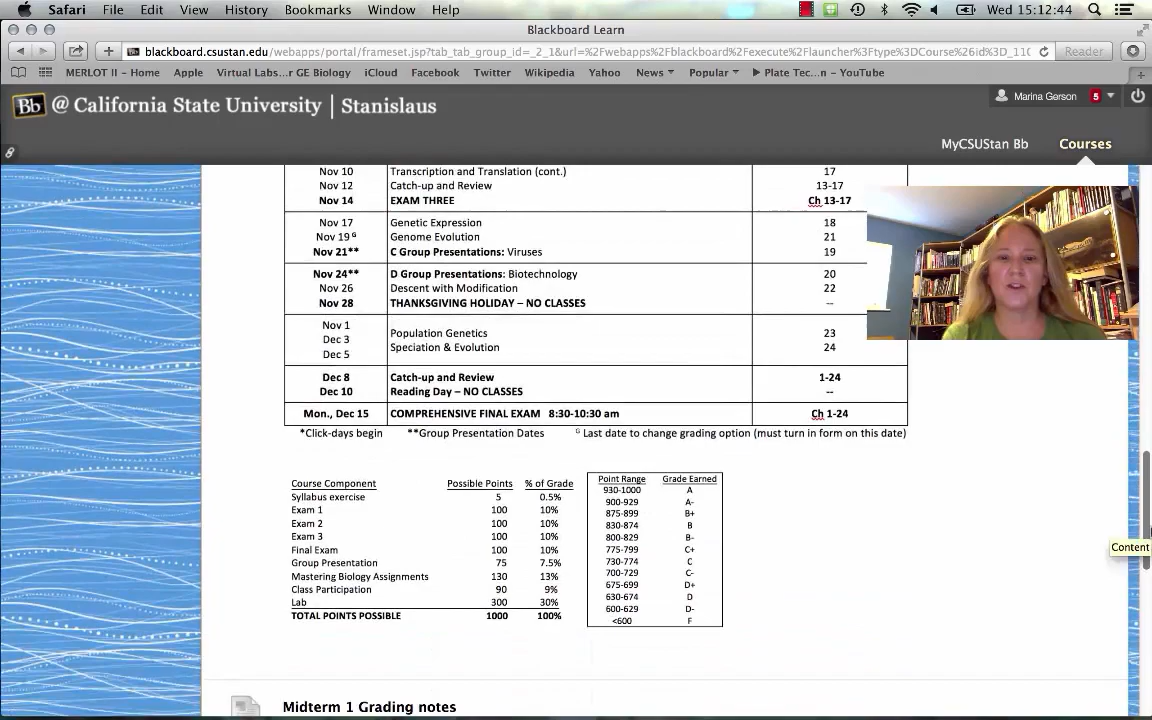 Safari File Edit View History Bookmarks Window Help Wed 15:12:44
Blackboard Learn
blackboard.csustan.edu/webapps/portal/frameset.jsp?tab_tab_group_id=_2_1&url=%2Fwebapps%2Fblackboard%2Fexecute%2Flauncher%3Ftype%3DCourse%26id%3D_110 Reader
MERLOT II – Home Apple Virtual Labs...r GE Biology iCloud Facebook Twitter Wikipedia Yahoo News Popular Plate Tec...n – YouTube
Bb @ California State University | Stanislaus
Marina Gerson 5
MyCSUStan Bb Courses
Nov 10 Transcription and Translation (cont.) 17
Nov 12 Catch-up and Review 13-17
Nov 14 EXAM THREE Ch 13-17
Nov 17 Genetic Expression 18
Nov 19 G Genome Evolution 21
Nov 21** C Group Presentations: Viruses 19
Nov 24** D Group Presentations: Biotechnology 20
Nov 26 Descent with Modification 22
Nov 28 THANKSGIVING HOLIDAY – NO CLASSES --
Nov 1
Dec 3
Dec 5
Population Genetics 23
Speciation & Evolution 24
Dec 8 Catch-up and Review 1-24
Dec 10 Reading Day – NO CLASSES --
Mon., Dec 15 COMPREHENSIVE FINAL EXAM 8:30-10:30 am Ch 1-24
*Click-days begin **Group Presentation Dates G Last date to change grading option (must turn in form on this date)
Course Component Possible Points % of Grade
Syllabus exercise 5 0.5%
Exam 1 100 10%
Exam 2 100 10%
Exam 3 100 10%
Final Exam 100 10%
Group Presentation 75 7.5%
Mastering Biology Assignments 130 13%
Class Participation 90 9%
Lab 300 30%
TOTAL POINTS POSSIBLE 1000 100%
Point Range Grade Earned
930-1000 A
900-929 A-
875-899 B+
830-874 B
800-829 B-
775-799 C+
730-774 C
700-729 C-
675-699 D+
630-674 D
600-629 D-
<600 F
Content
Midterm 1 Grading notes